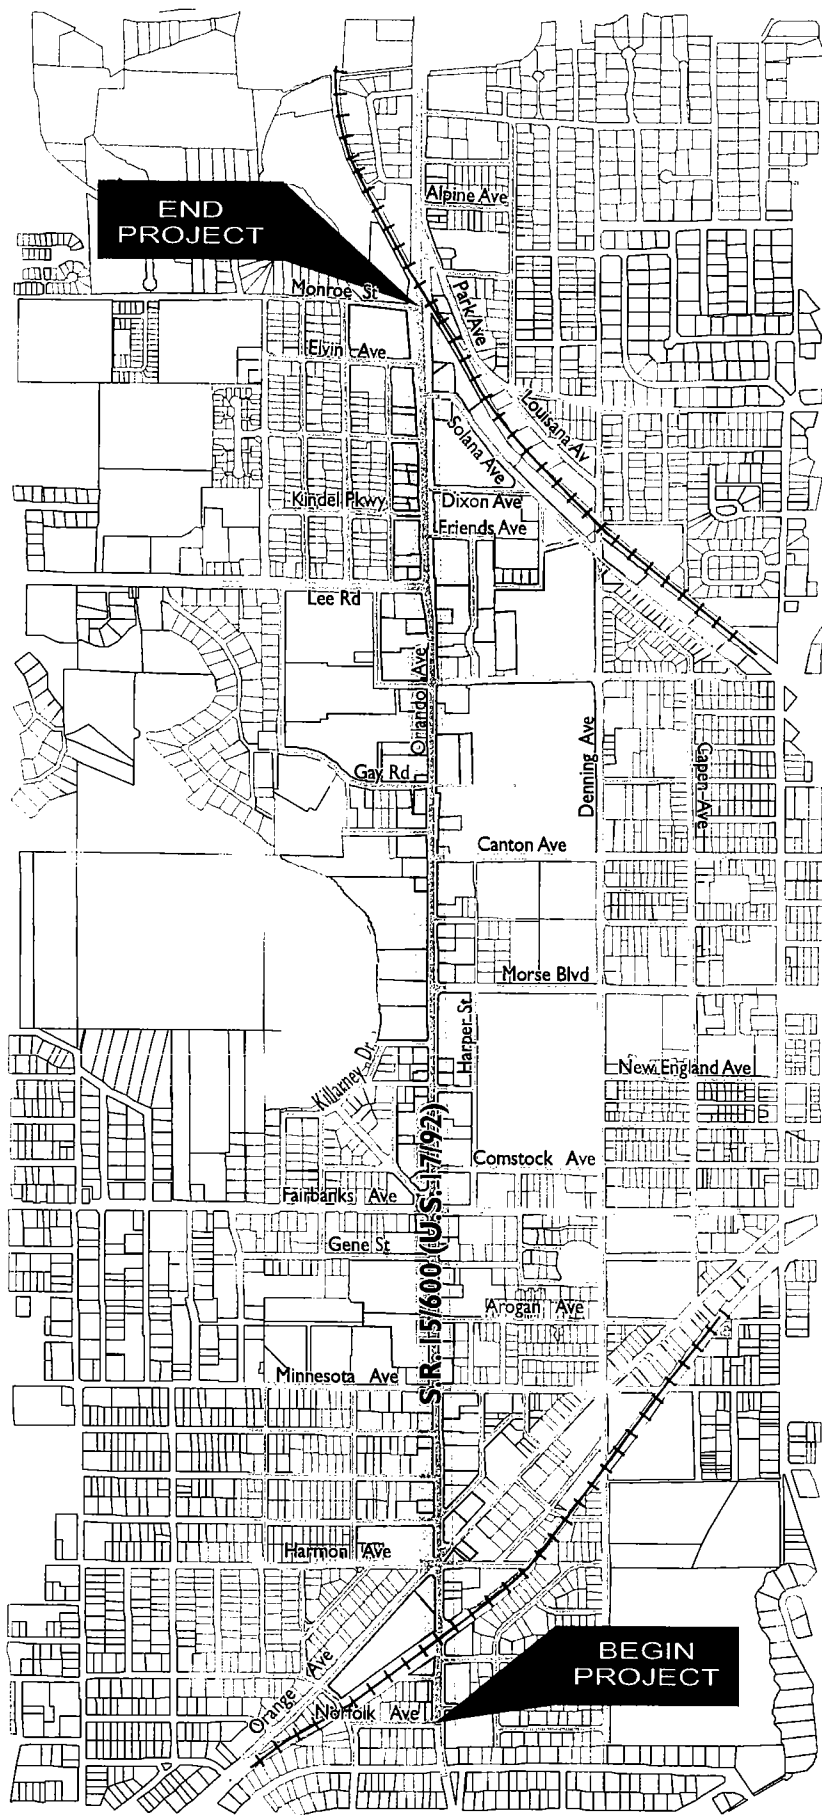 Alpine Ave
END
PROJECT
Monroe St
Park Ave
Elvin Ave
Louisana Av
Solana Ave
Kindel Pkwy
Dixon Ave
Friends Ave
Lee Rd
Orlando Ave
Denning Ave
Capen Ave
Gay Rd
Canton Ave
Morse Blvd
Harper St.
Killarney Dr.
New England Ave
S.R. 15/600 (U.S. 17/92)
Comstock Ave
Fairbanks Ave
Gene St
Arogan Ave
Minnesota Ave
Harmon Ave
BEGIN
PROJECT
Orange Ave
Norfolk Ave